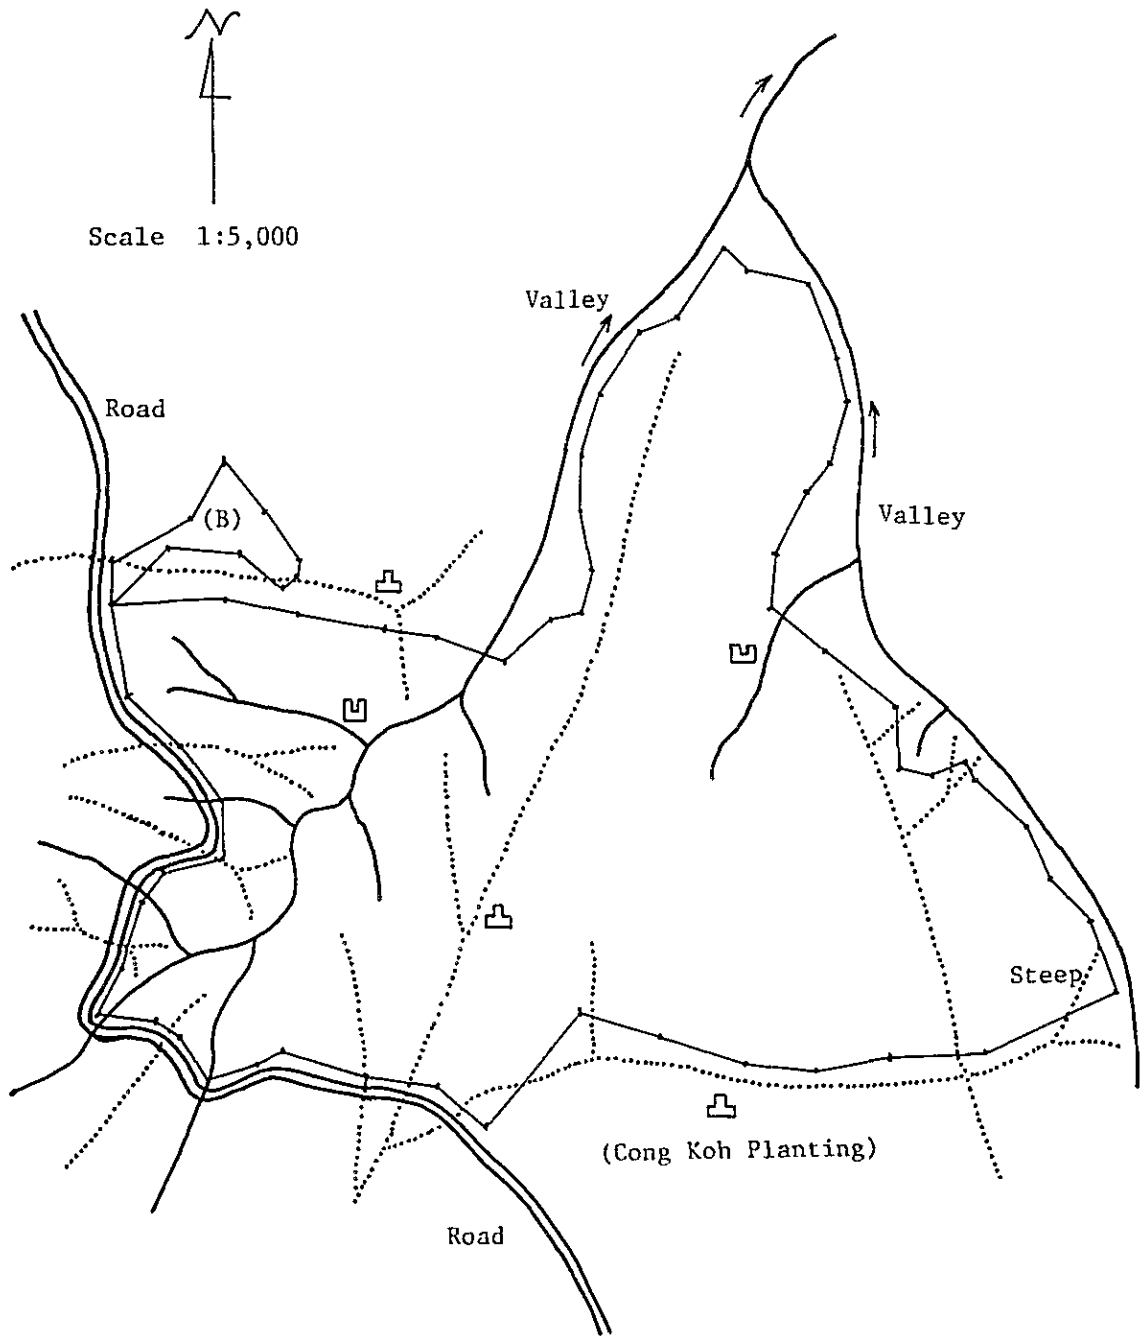 N
Scale 1:5,000
Valley
Road
(B)
Valley
Steep
(Cong Koh Planting)
Road